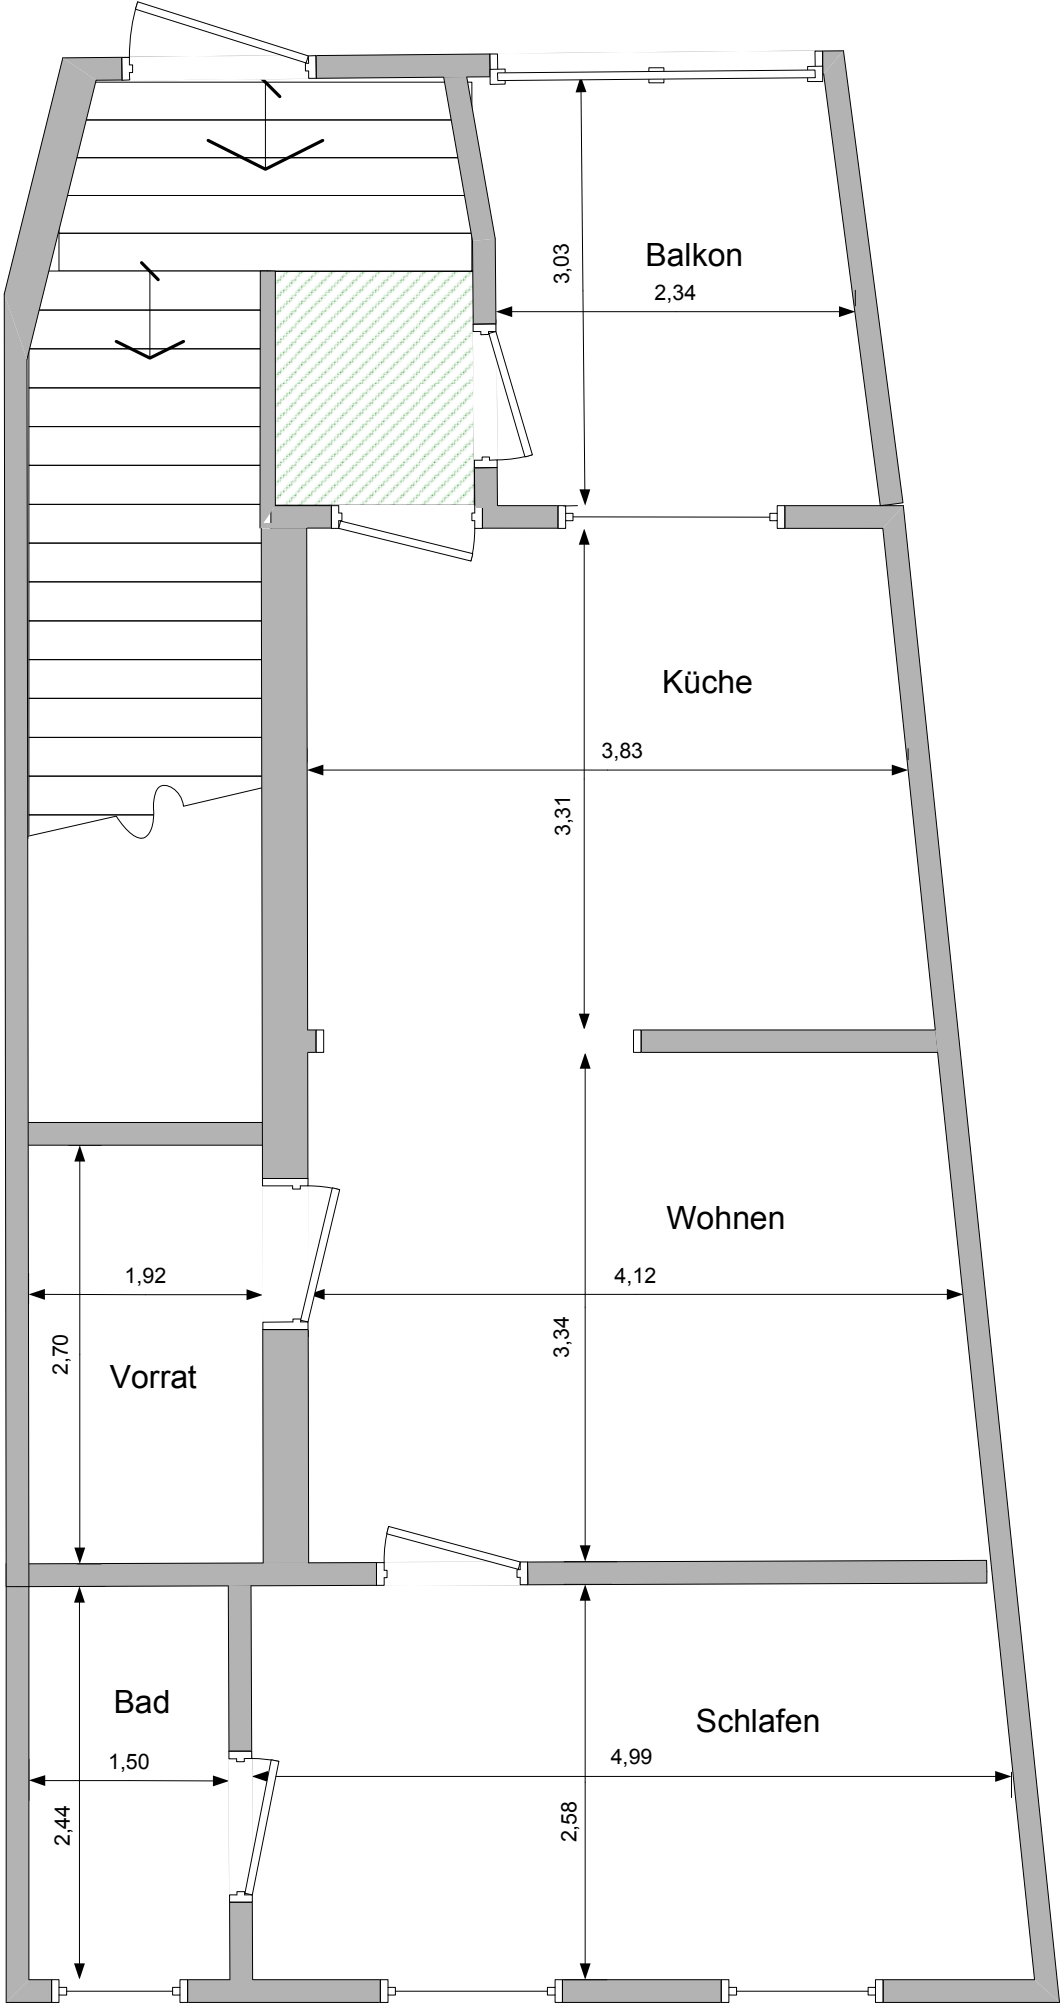 Balkon
2,34
3,03
Küche
3,83
3,31
Wohnen
4,12
3,34
1,92
2,70
Vorrat
Bad
1,50
2,44
Schlafen
4,99
2,58